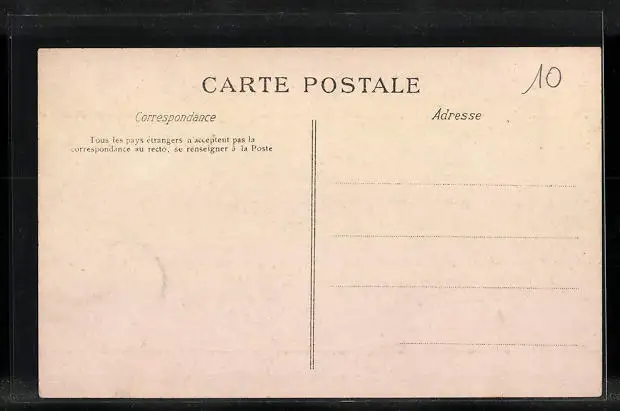 CARTE POSTALE
10
Correspondance
Adresse
Tous les pays étrangers n'acceptent pas la
correspondance au recto, se renseigner à la Poste